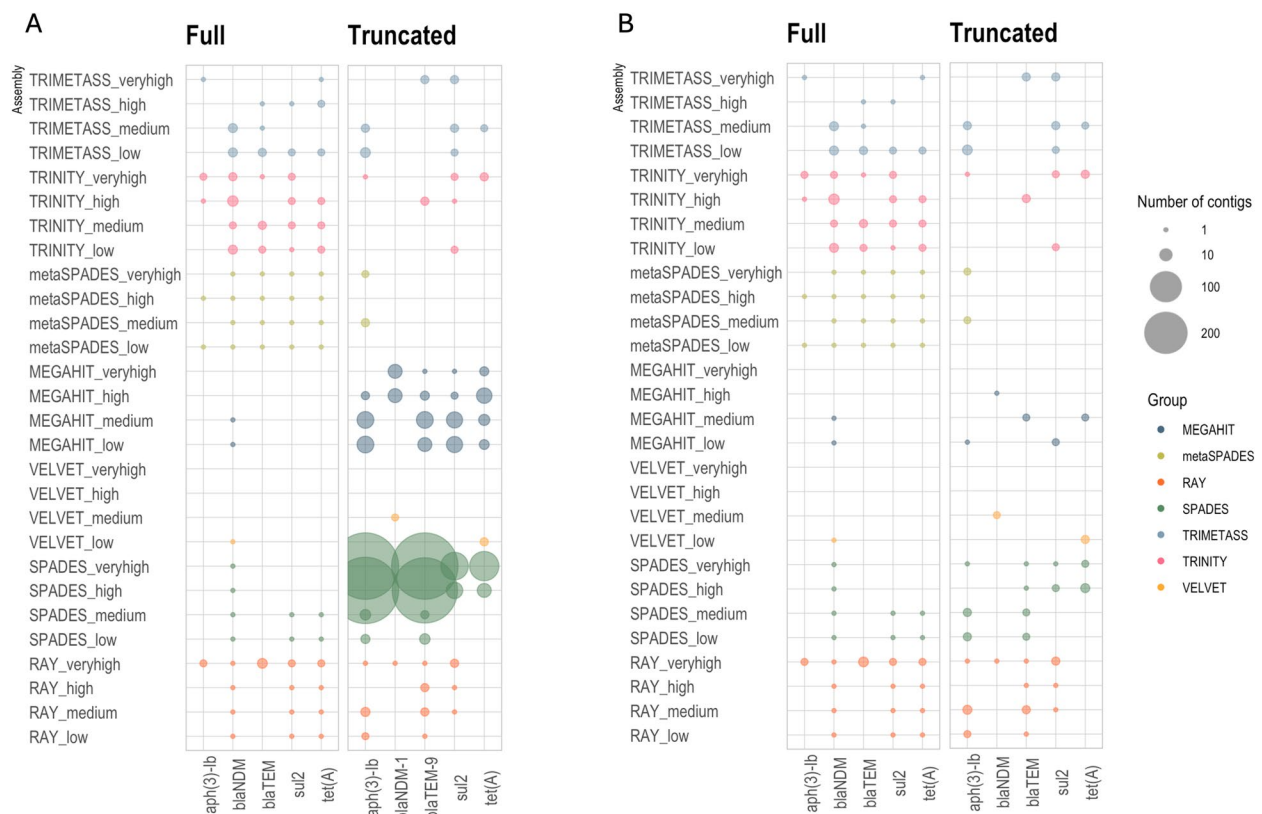 A
Full Truncated
Assembly
TRIMETASS_veryhigh
TRIMETASS_high
TRIMETASS_medium
TRIMETASS_low
TRINITY_veryhigh
TRINITY_high
TRINITY_medium
TRINITY_low
metaSPADES_veryhigh
metaSPADES_high
metaSPADES_medium
metaSPADES_low
MEGAHIT_veryhigh
MEGAHIT_high
MEGAHIT_medium
MEGAHIT_low
VELVET_veryhigh
VELVET_high
VELVET_medium
VELVET_low
SPADES_veryhigh
SPADES_high
SPADES_medium
SPADES_low
RAY_veryhigh
RAY_high
RAY_medium
RAY_low
aph(3)-Ib blaNDM blaTEM sul2 tet(A) aph(3)-Ib blaNDM-1 blaTEM-9 sul2 tet(A)
B
Full Truncated
Assembly
TRIMETASS_veryhigh
TRIMETASS_high
TRIMETASS_medium
TRIMETASS_low
TRINITY_veryhigh
TRINITY_high
TRINITY_medium
TRINITY_low
metaSPADES_veryhigh
metaSPADES_high
metaSPADES_medium
metaSPADES_low
MEGAHIT_veryhigh
MEGAHIT_high
MEGAHIT_medium
MEGAHIT_low
VELVET_veryhigh
VELVET_high
VELVET_medium
VELVET_low
SPADES_veryhigh
SPADES_high
SPADES_medium
SPADES_low
RAY_veryhigh
RAY_high
RAY_medium
RAY_low
aph(3)-Ib blaNDM blaTEM sul2 tet(A) aph(3)-Ib blaNDM blaTEM sul2 tet(A)
Number of contigs
1
10
100
200
Group
MEGAHIT
metaSPADES
RAY
SPADES
TRIMETASS
TRINITY
VELVET